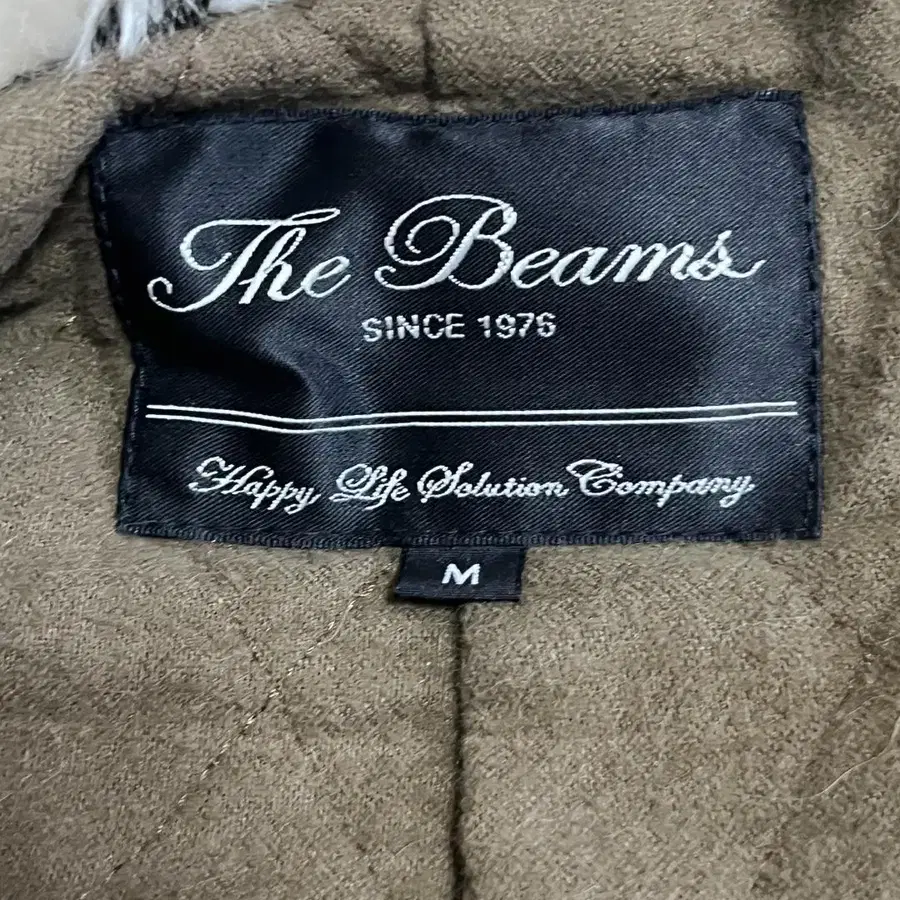 The Beams
SINCE 1976
Happy Life Solution Company
M